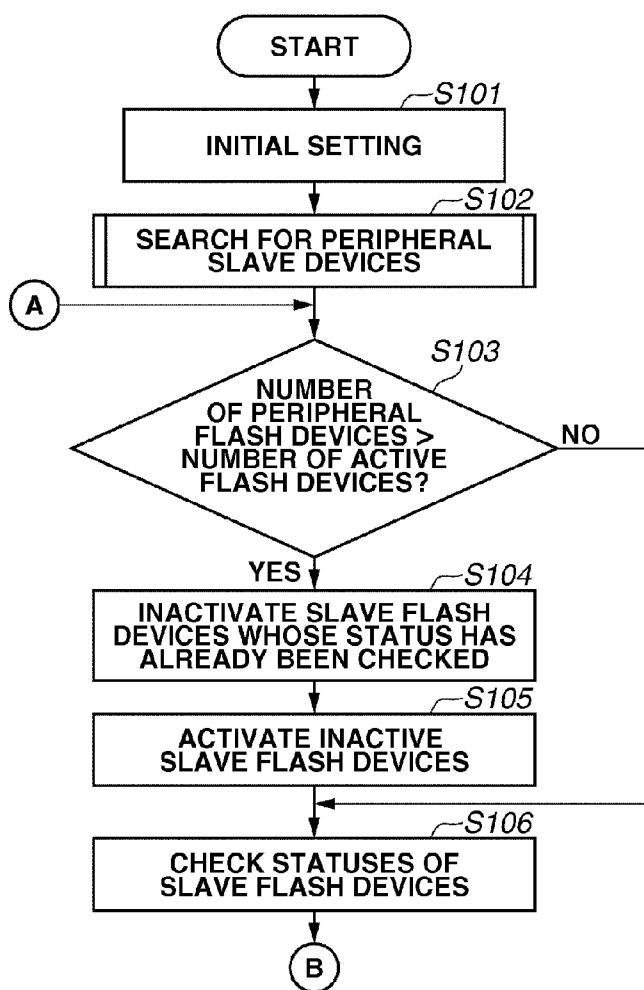 START
S101
INITIAL SETTING
S102
SEARCH FOR PERIPHERAL
SLAVE DEVICES
A
S103
NUMBER
OF PERIPHERAL
FLASH DEVICES >
NUMBER OF ACTIVE
FLASH DEVICES?
NO
YES
S104
INACTIVATE SLAVE FLASH
DEVICES WHOSE STATUS HAS
ALREADY BEEN CHECKED
S105
ACTIVATE INACTIVE
SLAVE FLASH DEVICES
S106
CHECK STATUSES OF
SLAVE FLASH DEVICES
B